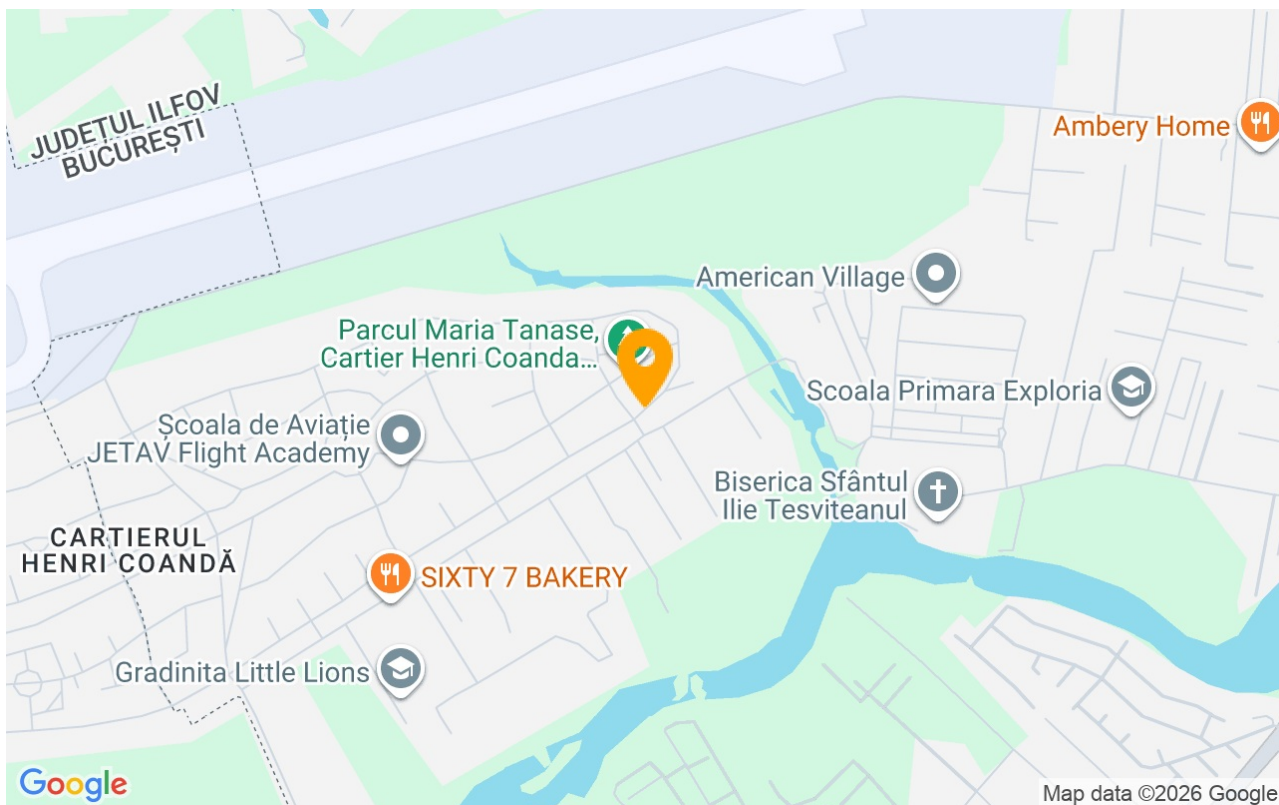 JUDETUL ILFOV
BUCUREȘTI
Ambery Home
American Village
Parcul Maria Tanase,
Cartier Henri Coanda...
Scoala Primara Exploria
Școala de Aviație
JETAV Flight Academy
Biserica Sfântul
Ilie Tesviteanul
CARTIERUL
HENRI COANDĂ
SIXTY 7 BAKERY
Gradinita Little Lions
Google
Map data ©2026 Google